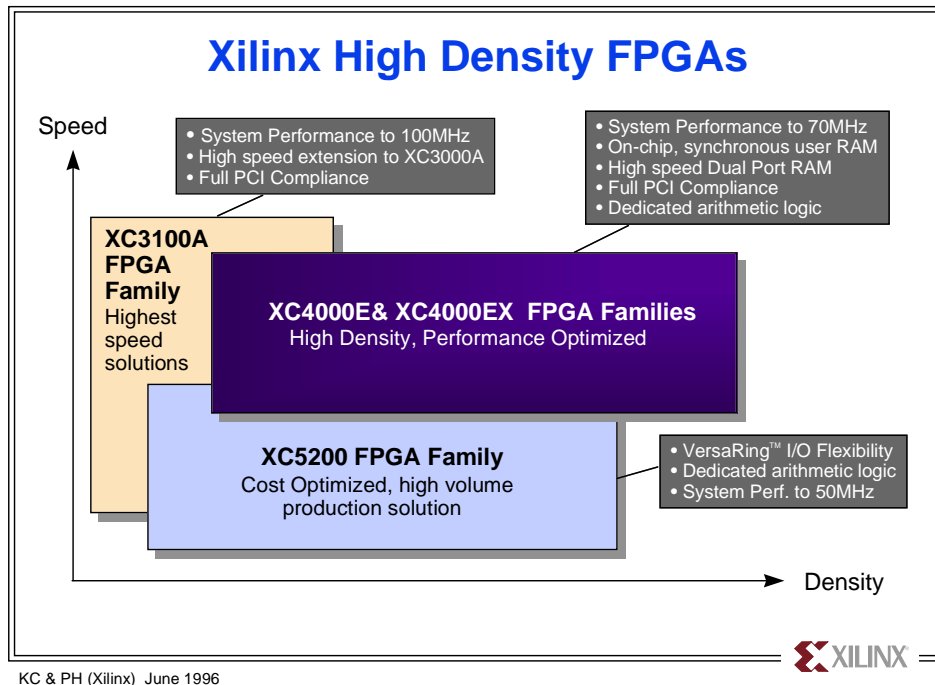 Xilinx High Density FPGAs
Speed
• System Performance to 100MHz
• High speed extension to XC3000A
• Full PCI Compliance
• System Performance to 70MHz
• On-chip, synchronous user RAM
• High speed Dual Port RAM
• Full PCI Compliance
• Dedicated arithmetic logic
XC3100A
FPGA
Family
Highest
speed
solutions
XC4000E& XC4000EX FPGA Families
High Density, Performance Optimized
XC5200 FPGA Family
Cost Optimized, high volume
production solution
• VersaRing™ I/O Flexibility
• Dedicated arithmetic logic
• System Perf. to 50MHz
Density
XILINX
KC & PH (Xilinx) June 1996